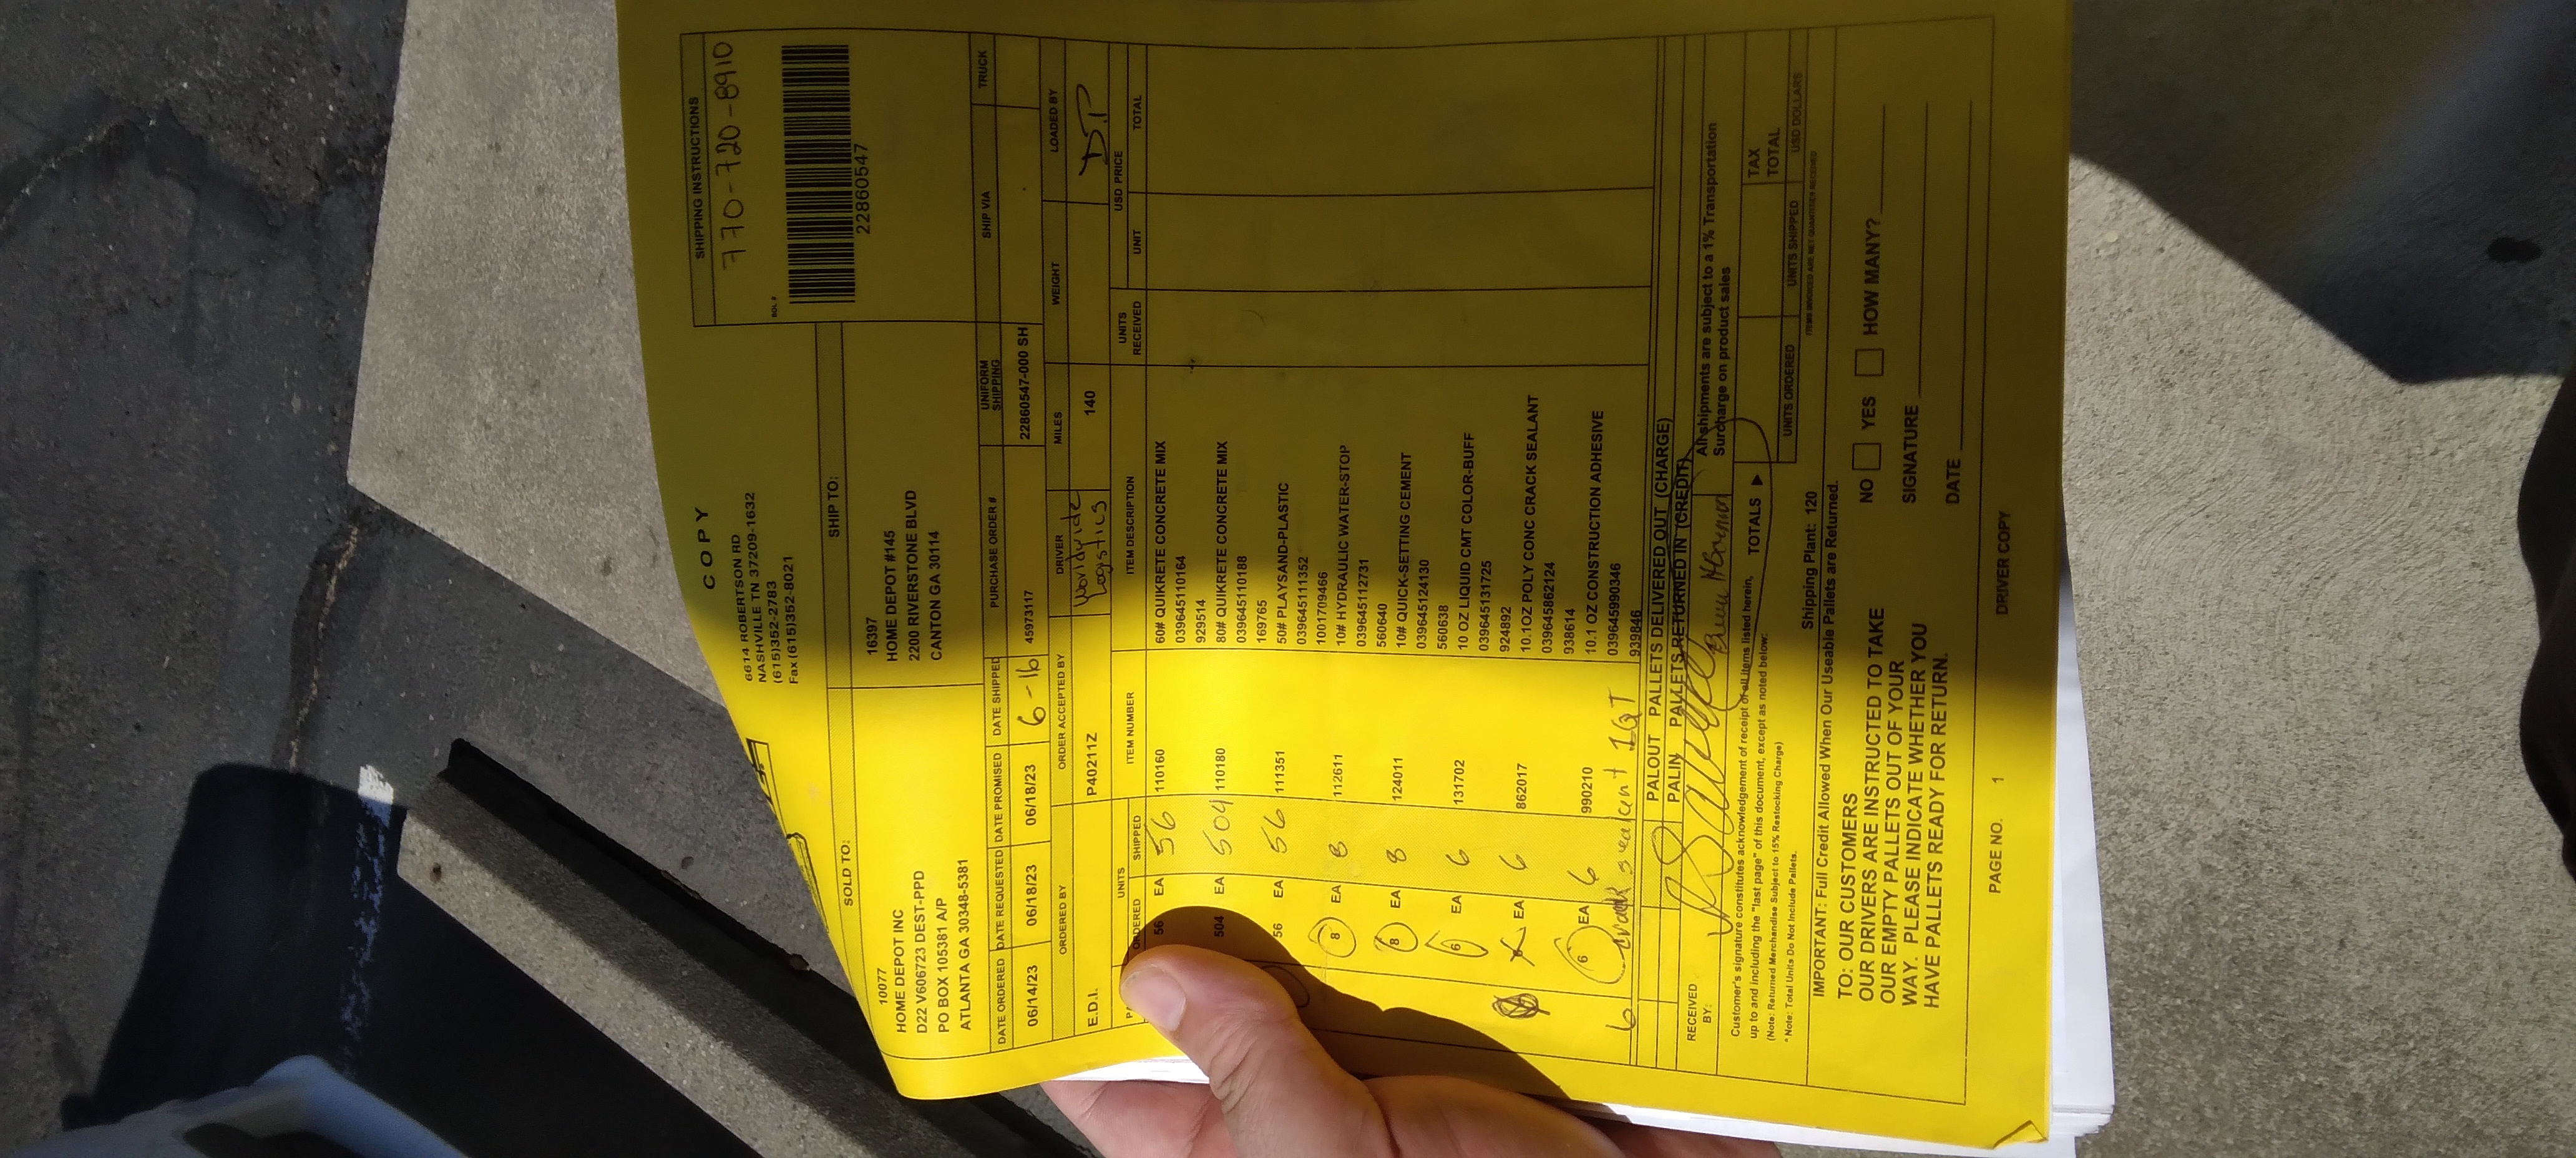 COPY
6614 ROBERTSON RD
NASHVILLE TN 37209-1632
(615)352-2783
Fax (615)352-8021
SHIPPING INSTRUCTIONS
770-720-8910
BOL #
22860547
SOLD TO:
10077
HOME DEPOT INC
D22 V606723 DEST-PPD
PO BOX 105381 A/P
ATLANTA GA 30348-5381
SHIP TO:
16397
HOME DEPOT #145
2200 RIVERSTONE BLVD
CANTON GA 30114
DATE ORDERED DATE REQUESTED DATE PROMISED DATE SHIPPED PURCHASE ORDER # UNIFORM SHIPPING SHIP VIA TRUCK
06/14/23 06/18/23 06/18/23 6-16 45973117 22860547-000 SH
ORDERED BY ORDER ACCEPTED BY DRIVER MILES WEIGHT LOADED BY
E.D.I. P40211Z Worldwide Logistics 140 D.P
UNITS USD PRICE
ORDERED SHIPPED ITEM NUMBER ITEM DESCRIPTION UNITS RECEIVED UNIT TOTAL
56 EA 56 110160 60# QUIKRETE CONCRETE MIX
039645110164
929514
504 EA 504 110180 80# QUIKRETE CONCRETE MIX
039645110188
169765
56 EA 56 111351 50# PLAYSAND-PLASTIC
039645111352
1001709466
8 EA 8 112611 10# HYDRAULIC WATER-STOP
039645112731
560640
8 EA 8 124011 10# QUICK-SETTING CEMENT
039645124130
560638
6 EA 6 131702 10 OZ LIQUID CMT COLOR-BUFF
039645131725
924892
EA 6 862017 10.1OZ POLY CONC CRACK SEALANT
039645862124
938614
6 EA 6 990210 10.1 OZ CONSTRUCTION ADHESIVE
039645990346
939846
6 crack sealant 1QT
PALOUT PALLETS DELIVERED OUT (CHARGE)
PALIN PALLETS RETURNED IN (CREDIT)
RECEIVED BY:
All shipments are subject to a 1% Transportation
Surcharge on product sales
Customer's signature constitutes acknowledgement of receipt of all items listed herein,
up to and including the "last page" of this document, except as noted below:
(Note: Returned Merchandise Subject to 15% Restocking Charge)
* Note: Total Units Do Not Include Pallets.
TOTALS
TAX
TOTAL
UNITS ORDERED UNITS SHIPPED USD DOLLARS
Shipping Plant: 120
ITEMS INVOICED ARE NET QUANTITIES RECEIVED
IMPORTANT: Full Credit Allowed When Our Useable Pallets are Returned.
TO: OUR CUSTOMERS
OUR DRIVERS ARE INSTRUCTED TO TAKE
OUR EMPTY PALLETS OUT OF YOUR
WAY. PLEASE INDICATE WHETHER YOU
HAVE PALLETS READY FOR RETURN.
NO YES HOW MANY?
SIGNATURE
DATE
PAGE NO. 1
DRIVER COPY